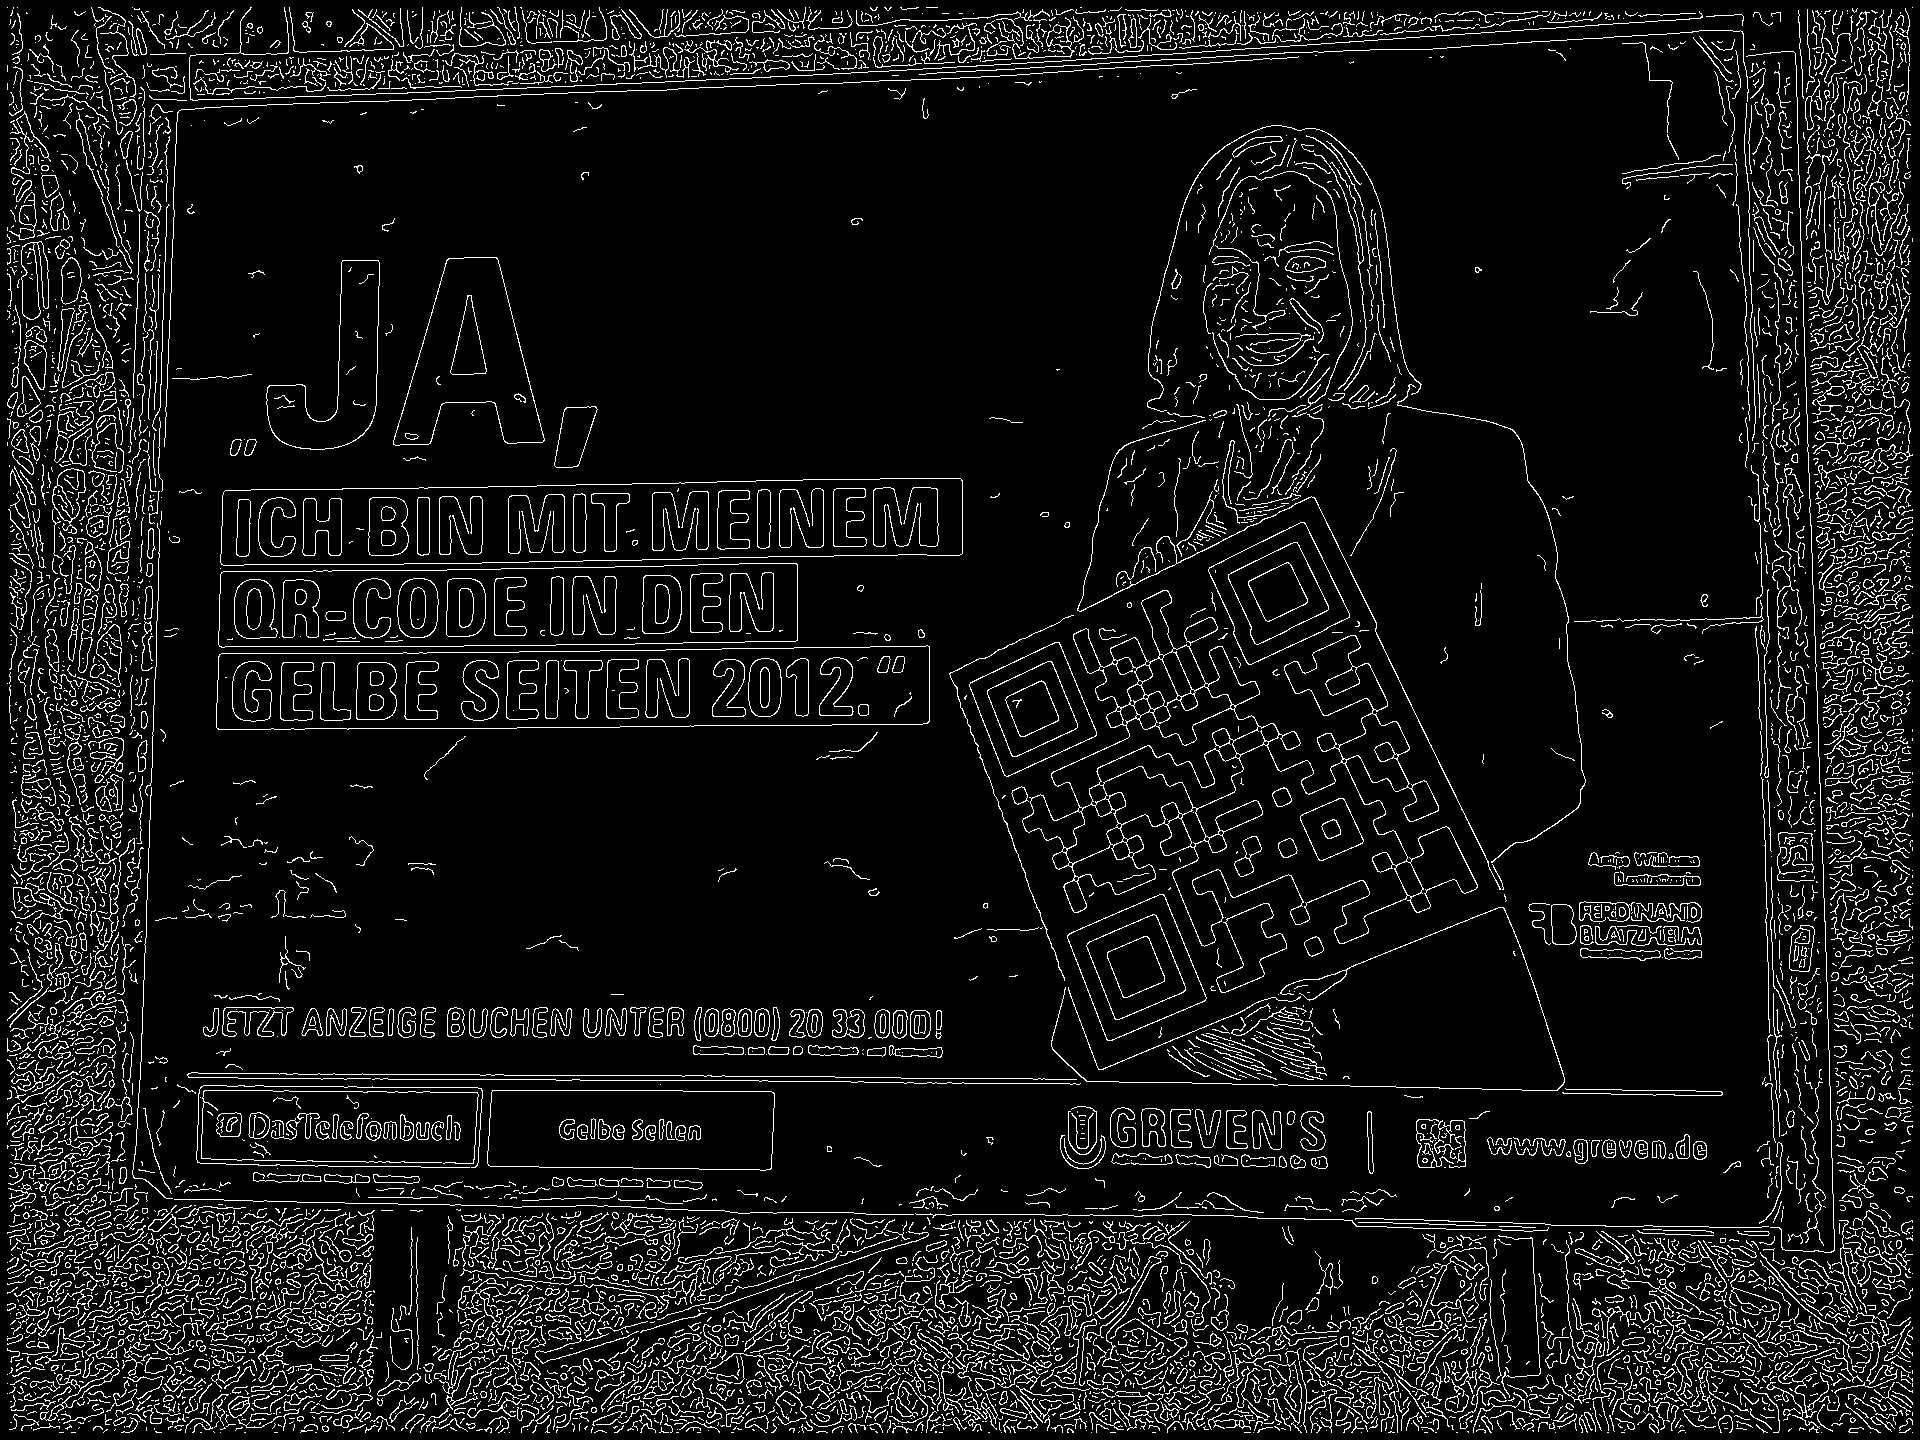 „JA,
ICH BIN MIT MEINEM
QR-CODE IN DEN
GELBE SEITEN 2012.“
FERDINAND
BLATZHEIM
JETZT ANZEIGE BUCHEN UNTER (0800) 20 33 000!
DasTelefonbuch
Gelbe Seiten
GREVEN'S
www.greven.de